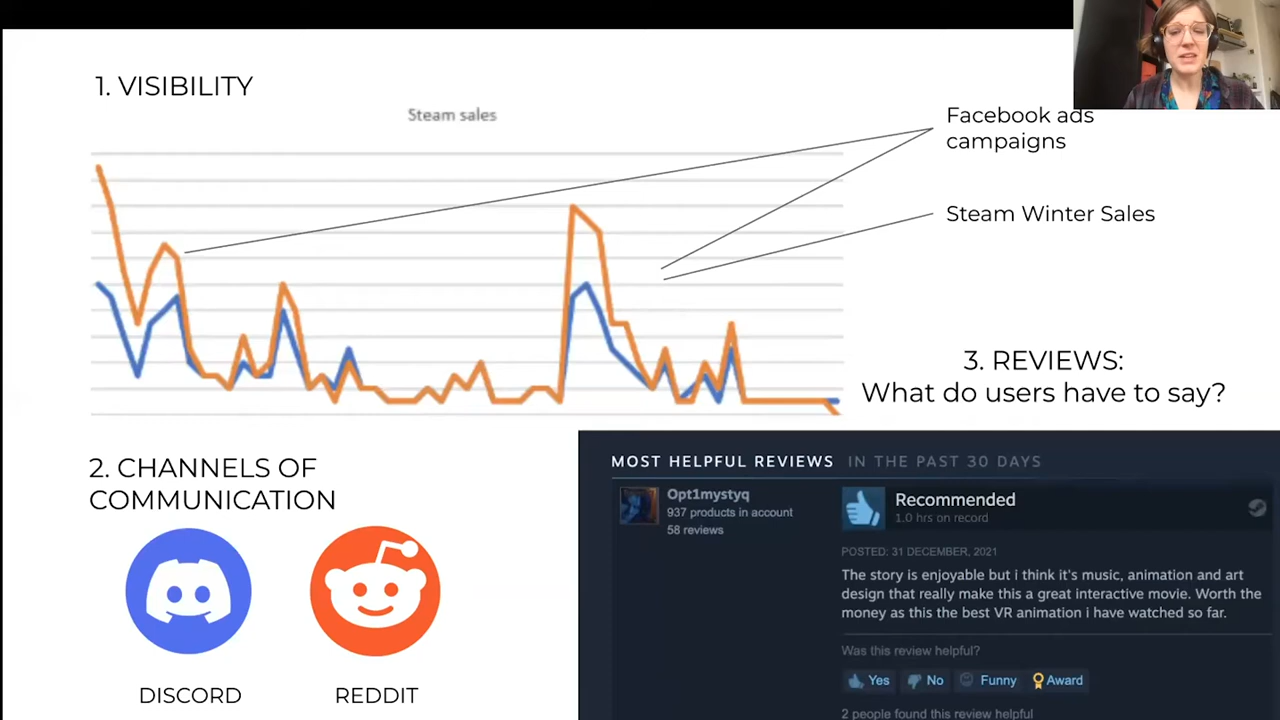 1. VISIBILITY
Steam sales
Facebook ads
campaigns
Steam Winter Sales
3. REVIEWS:
What do users have to say?
2. CHANNELS OF
COMMUNICATION
DISCORD
REDDIT
MOST HELPFUL REVIEWS IN THE PAST 30 DAYS
Opt1mystyq
937 products in account
58 reviews
Recommended
1.0 hrs on record
POSTED: 31 DECEMBER, 2021
The story is enjoyable but i think it's music, animation and art
design that really make this a great interactive movie. Worth the
money as this the best VR animation i have watched so far.
Was this review helpful?
Yes No Funny Award
2 people found this review helpful